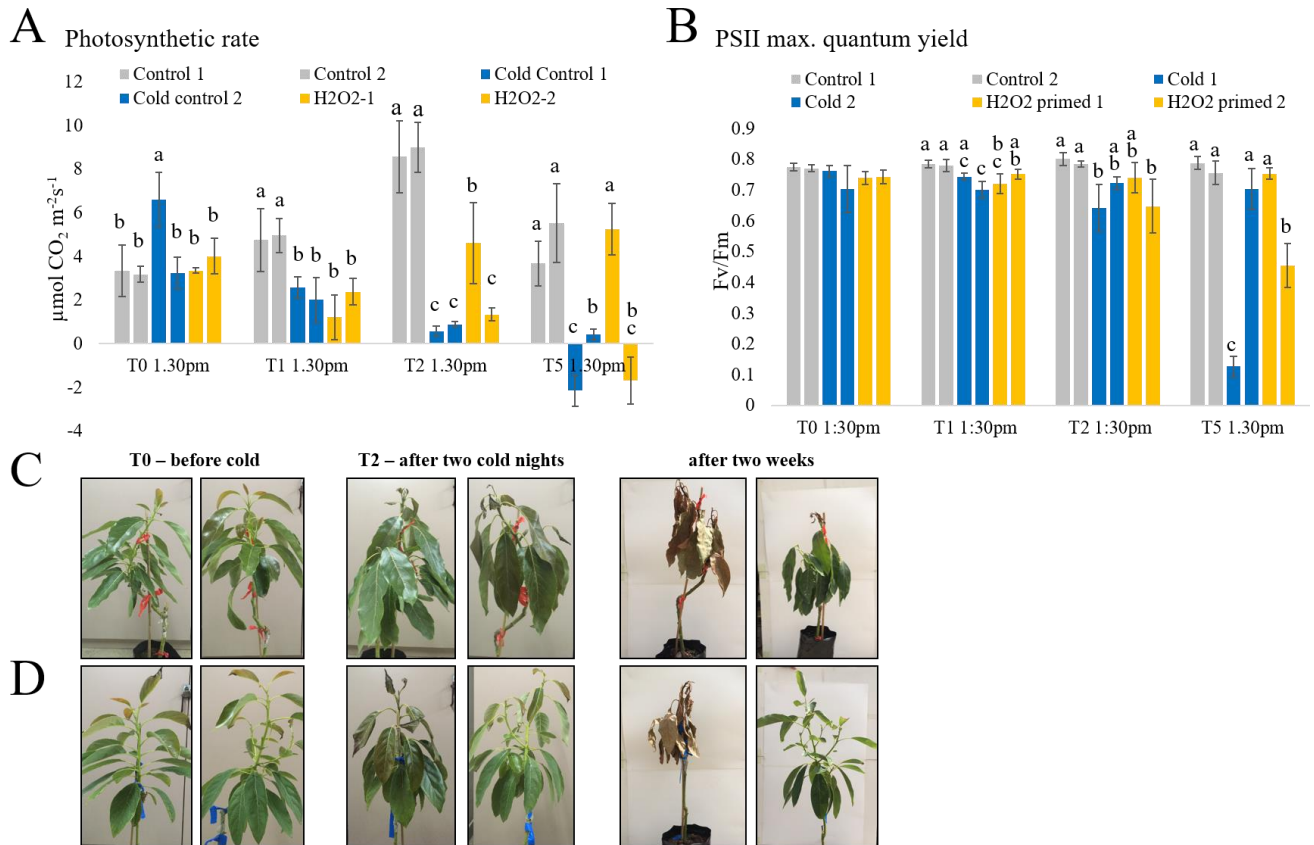 A Photosynthetic rate
Control 1 Control 2 Cold Control 1
Cold control 2 H2O2-1 H2O2-2
µmol CO2 m-2s-1
12
10
8
6
4
2
0
-2
-4
b b a b b b
a a b b b b
a a c c b c
a a c b a b c
T0 1.30pm T1 1.30pm T2 1.30pm T5 1.30pm
B PSII max. quantum yield
Control 1 Control 2 Cold 1
Cold 2 H2O2 primed 1 H2O2 primed 2
Fv/Fm
0.9
0.8
0.7
0.6
0.5
0.4
0.3
0.2
0.1
0
a a a c b b c a b
a a b c a c a b b
a a c a a b
T0 1:30pm T1 1:30pm T2 1:30pm T5 1.30pm
C T0 – before cold T2 – after two cold nights after two weeks
D